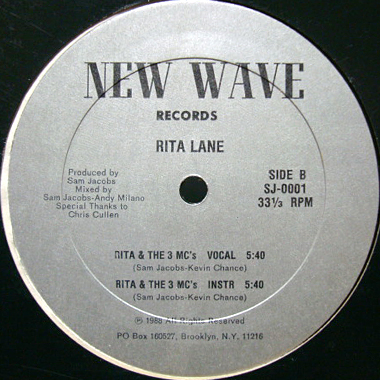 NEW WAVE
RECORDS
RITA LANE
Produced by
Sam Jacobs
Mixed by
Sam Jacobs-Andy Milano
Special Thanks to
Chris Cullen
SIDE B
SJ-0001
33⅓ RPM
RITA & THE 3 MC's VOCAL 5:40
(Sam Jacobs-Kevin Chance)
RITA & THE 3 MC's INSTR 5:40
(Sam Jacobs-Kevin Chance)
℗ 1986 All Rights Reserved
PO Box 160527, Brooklyn, N.Y. 11216